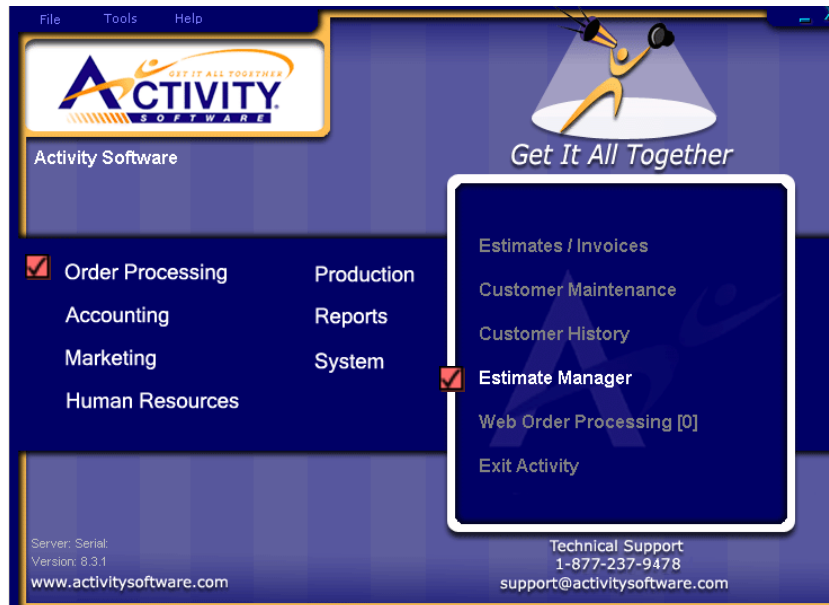 File Tools Help
GET IT ALL TOGETHER
ACTIVITY.
SOFTWARE
Activity Software
Get It All Together
Order Processing
Accounting
Marketing
Human Resources
Production
Reports
System
Estimates / Invoices
Customer Maintenance
Customer History
Estimate Manager
Web Order Processing [0]
Exit Activity
Server: Serial:
Version: 8.3.1
www.activitysoftware.com
Technical Support
1-877-237-9478
support@activitysoftware.com